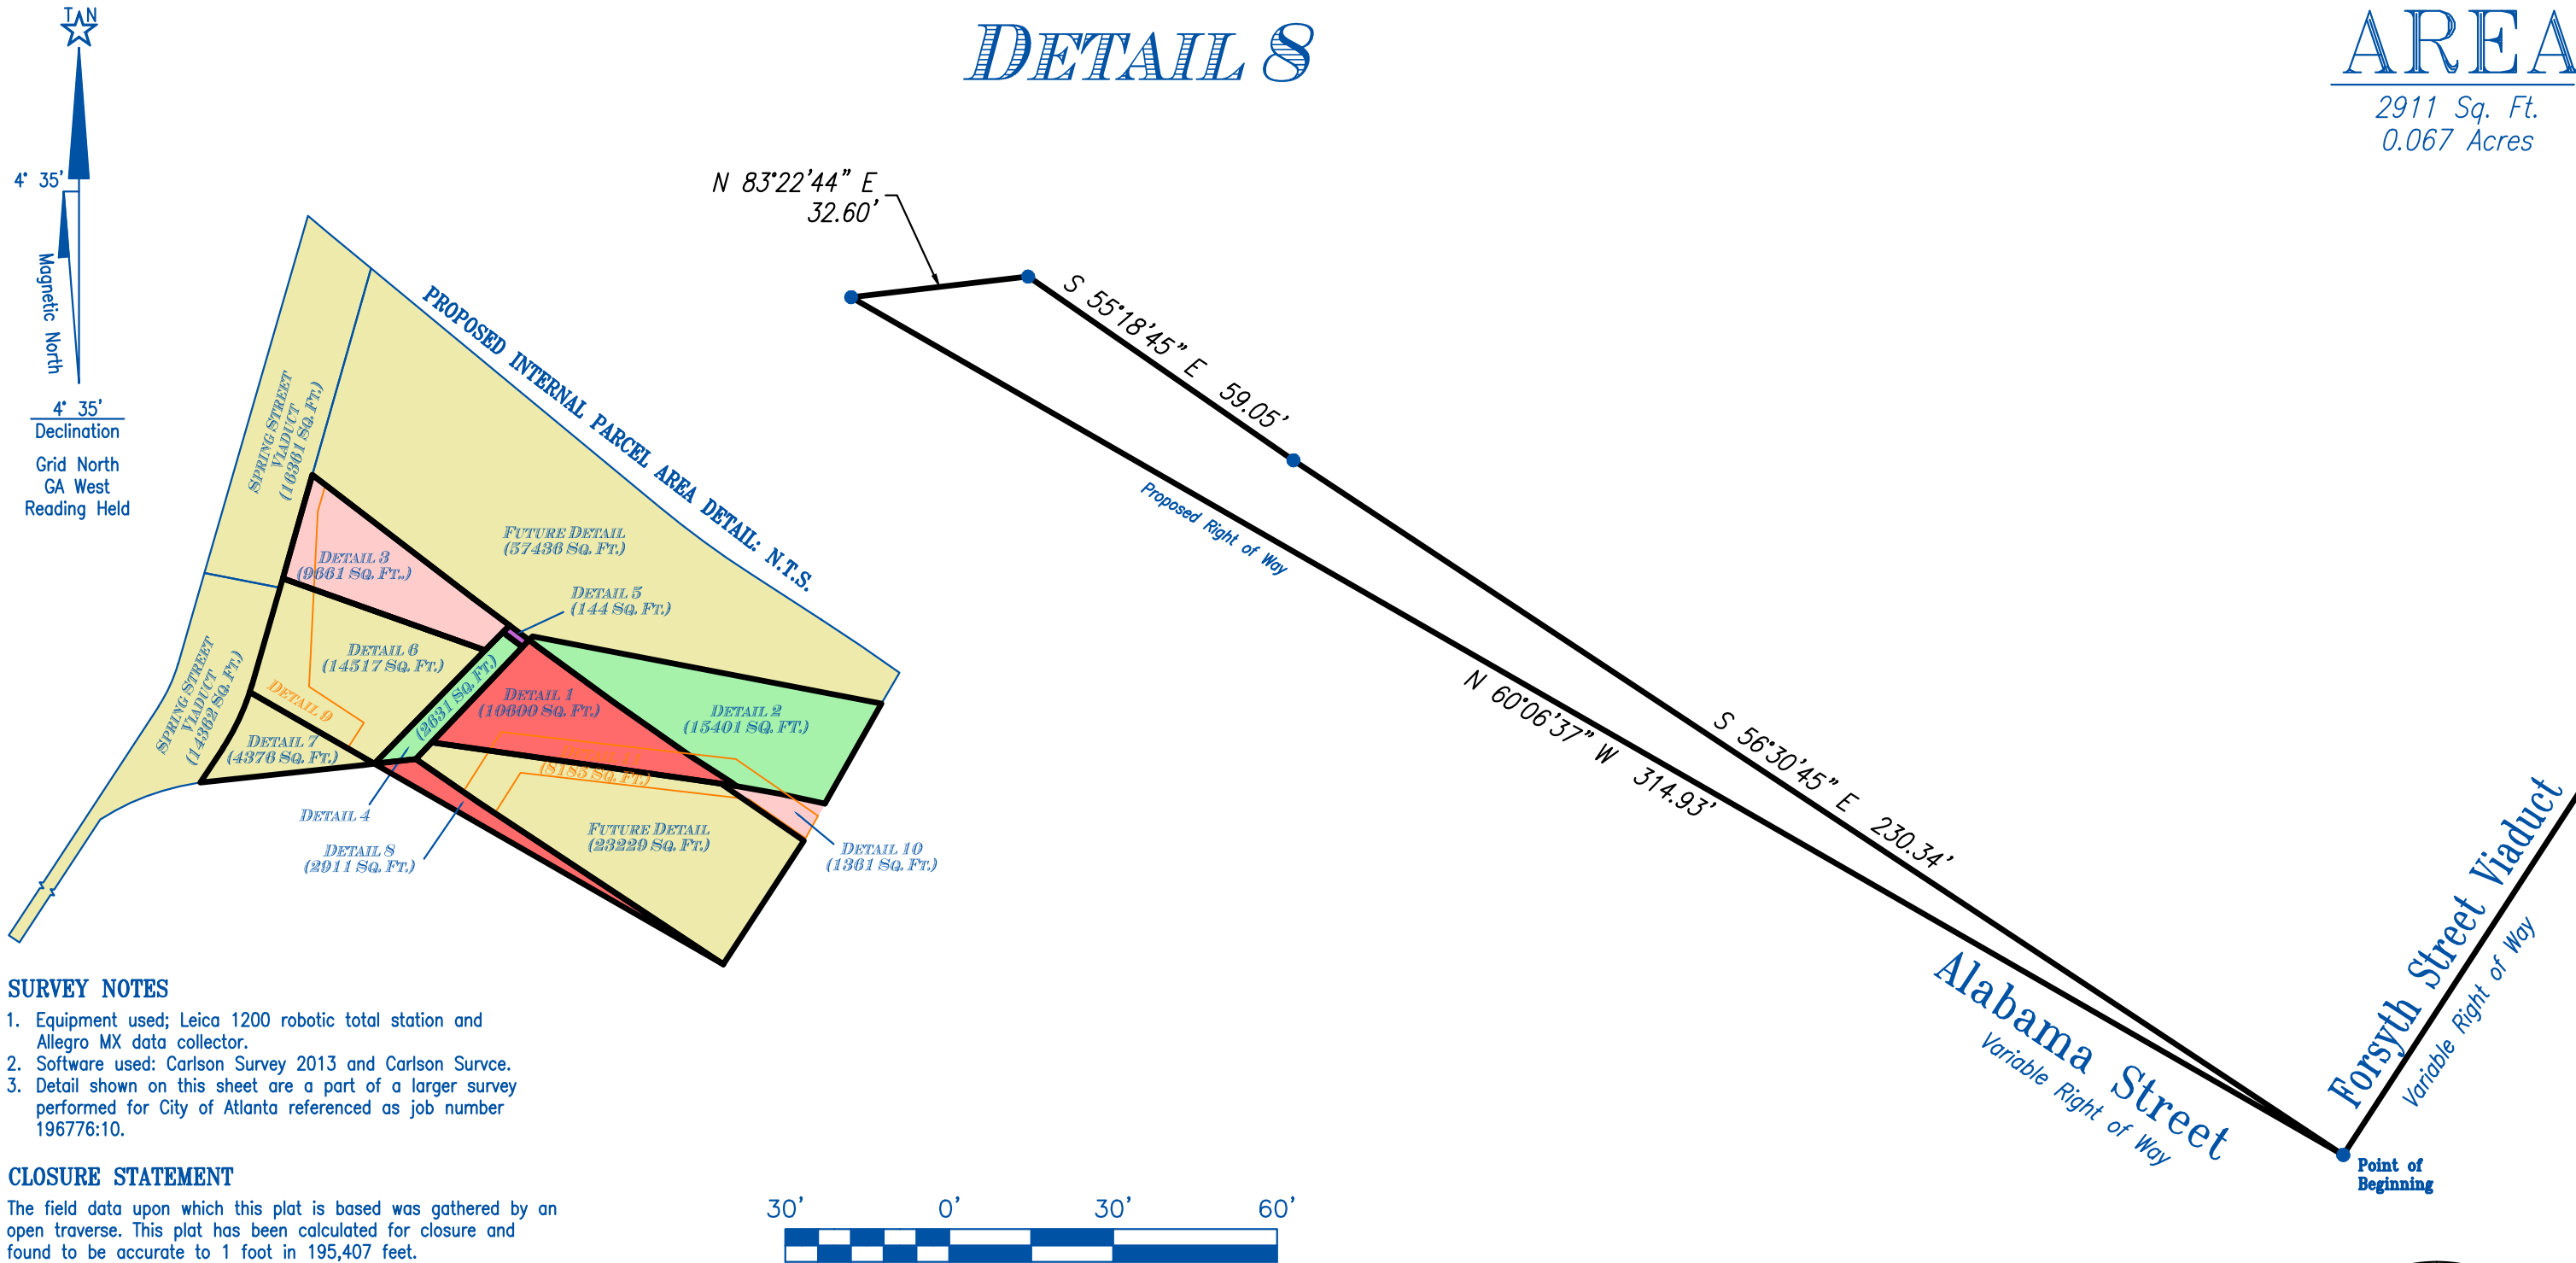 TN
DETAIL 8
AREA
2911 Sq. Ft.
0.067 Acres
4° 35'
Magnetic North
4° 35'
Declination
Grid North
GA West
Reading Held
N 83°22'44" E
32.60'
S 55°18'45" E 59.05'
Proposed Right of Way
N 60°06'37" W 314.93'
S 56°30'45" E 230.34'
Alabama Street
Variable Right of Way
Forsyth Street Viaduct
Variable Right of Way
Point of
Beginning
PROPOSED INTERNAL PARCEL AREA DETAIL: N.T.S.
SPRING STREET
VIADUCT
(16361 SQ. FT.)
FUTURE DETAIL
(57436 SQ. FT.)
DETAIL 3
(9661 SQ. FT..)
DETAIL 5
(144 SQ. FT.)
DETAIL 6
(14517 SQ. FT.)
SPRING STREET
VIADUCT
(14362 SQ. FT.)
DETAIL 9
(2631 SQ. FT.)
DETAIL 1
(10600 SQ. FT.)
DETAIL 2
(15401 SQ. FT.)
DETAIL 7
(4376 SQ. FT.)
(8183 SQ. FT.)
DETAIL 4
DETAIL 8
(2911 SQ. FT.)
FUTURE DETAIL
(23229 SQ. FT.)
DETAIL 10
(1361 SQ. FT.)
SURVEY NOTES
1. Equipment used; Leica 1200 robotic total station and
Allegro MX data collector.
2. Software used: Carlson Survey 2013 and Carlson Survce.
3. Detail shown on this sheet are a part of a larger survey
performed for City of Atlanta referenced as job number
196776:10.
CLOSURE STATEMENT
The field data upon which this plat is based was gathered by an
open traverse. This plat has been calculated for closure and
found to be accurate to 1 foot in 195,407 feet.
30' 0' 30' 60'